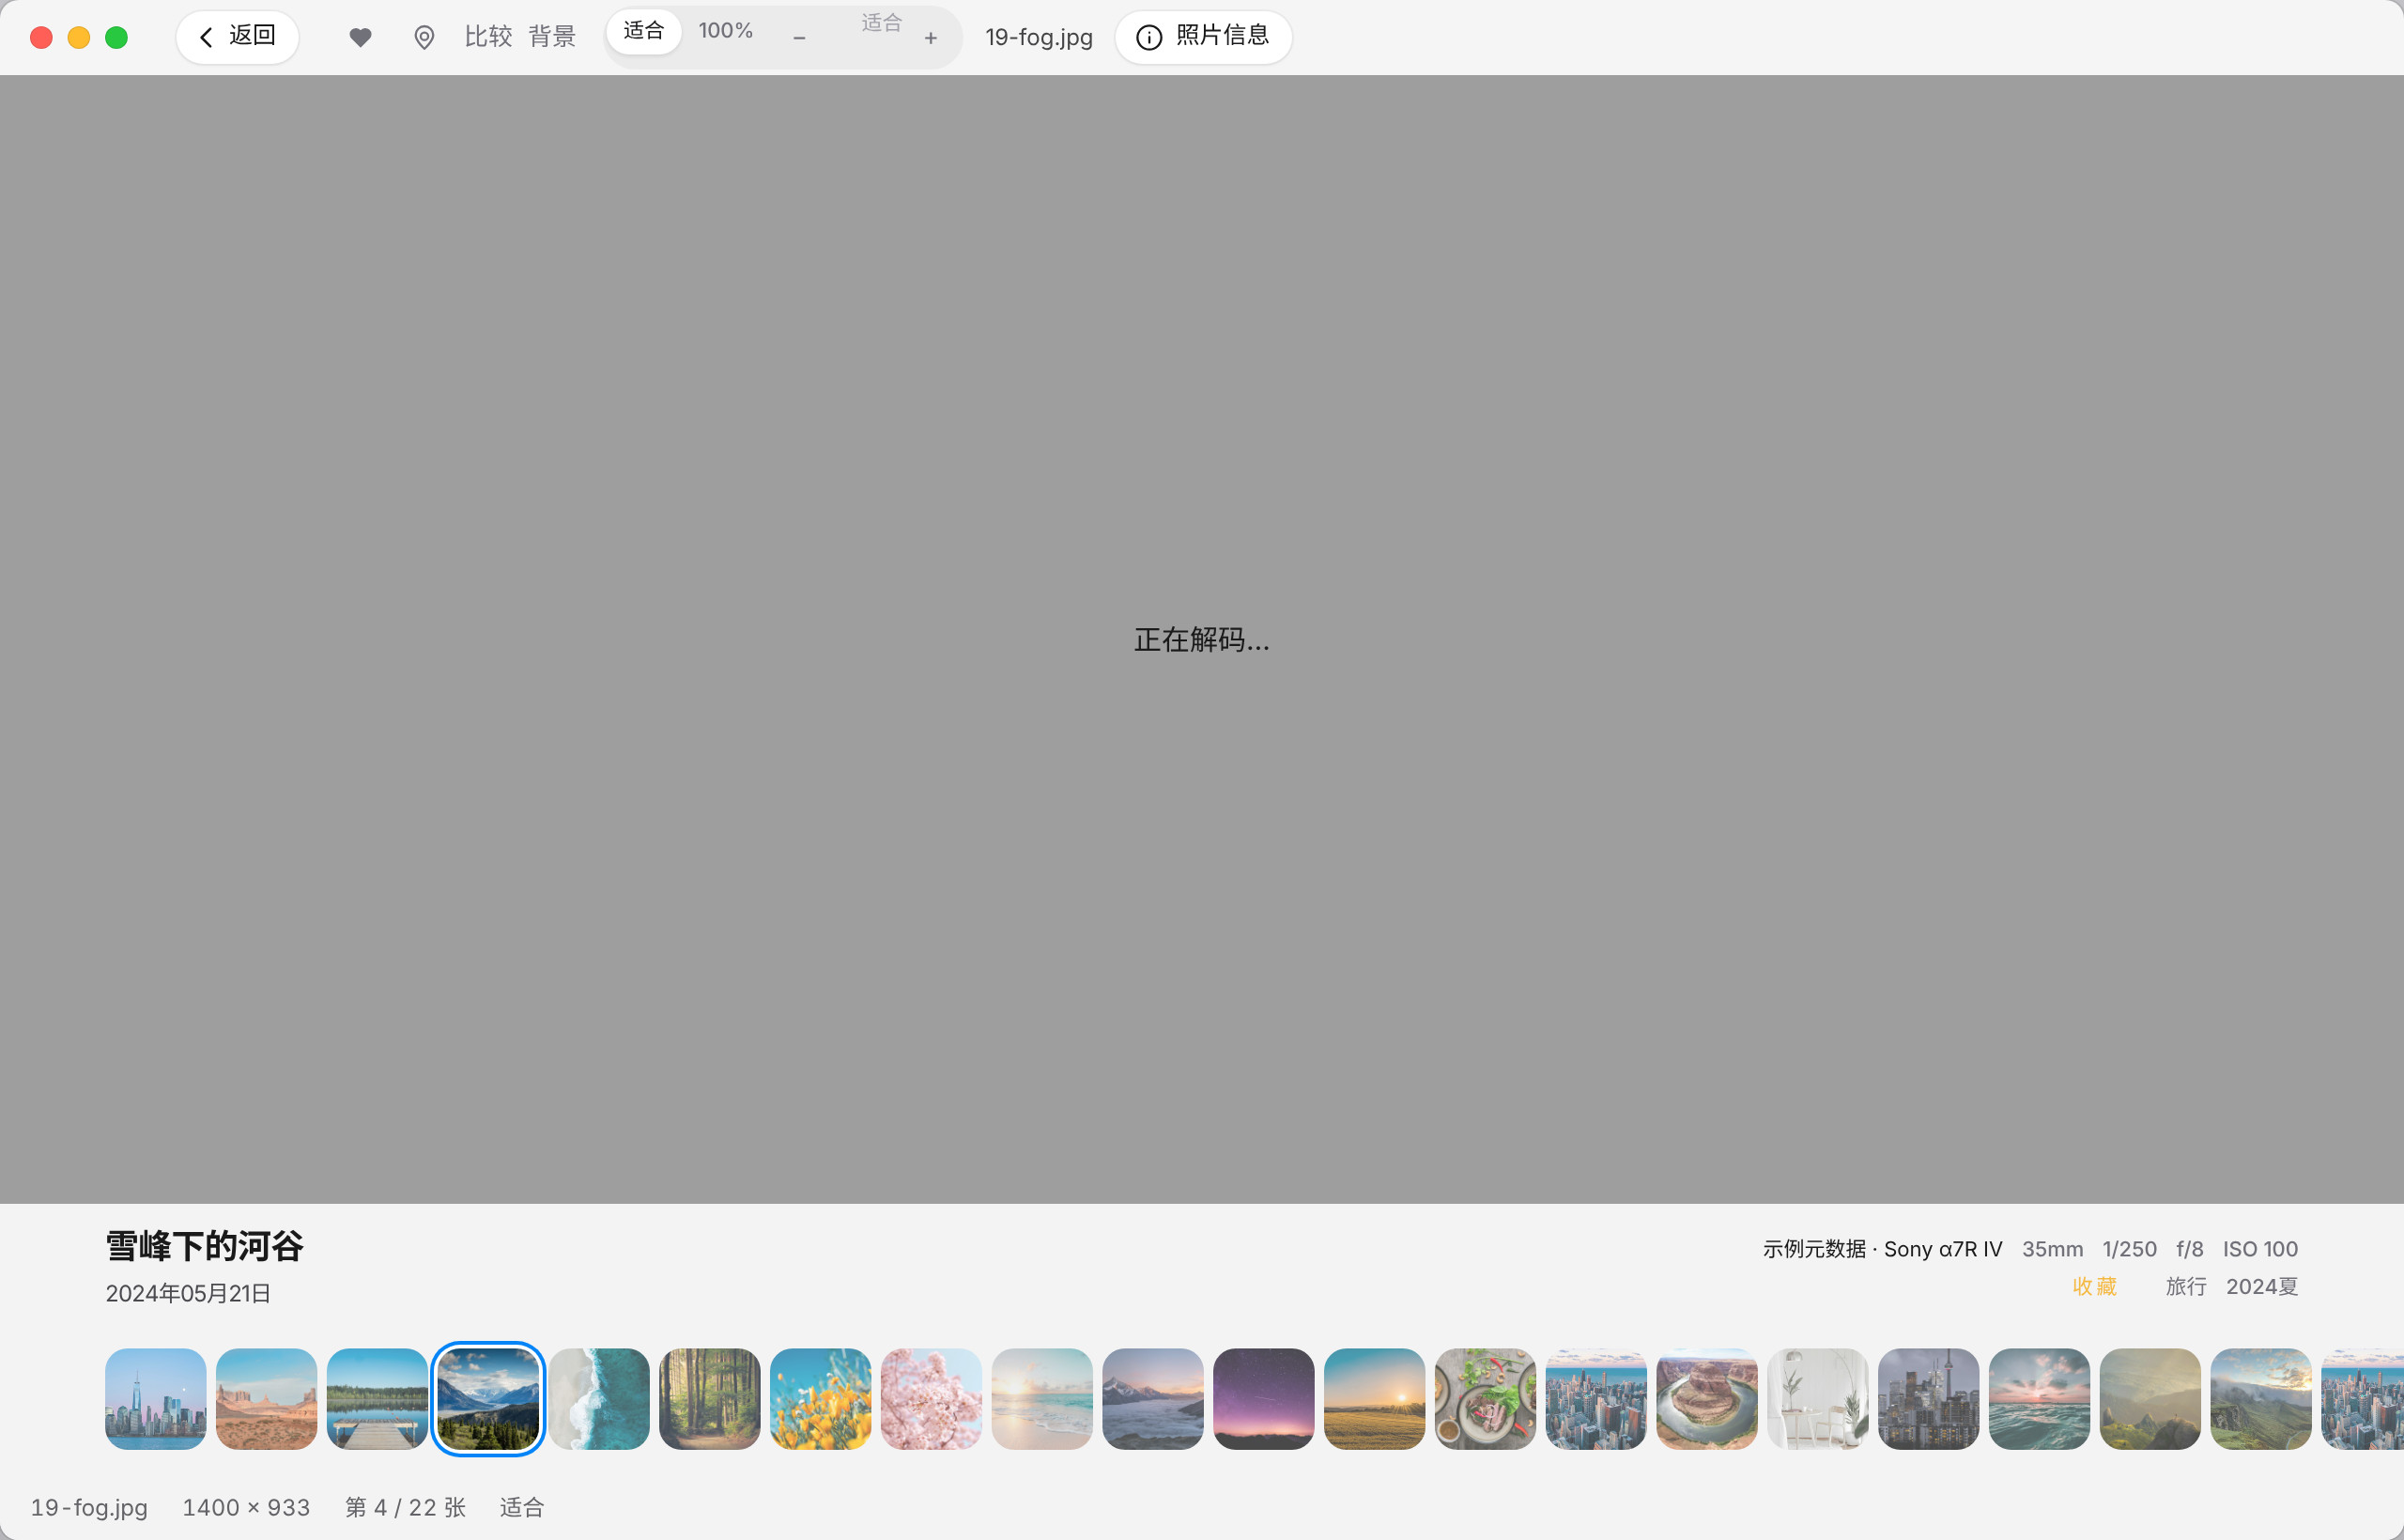 返回 比较 背景 适合 100% − 适合 + 19-fog.jpg 照片信息
正在解码...
雪峰下的河谷
2024年05月21日
示例元数据 · Sony α7R IV 35mm 1/250 f/8 ISO 100
收藏 旅行 2024夏
19-fog.jpg 1400 × 933 第 4 / 22 张 适合